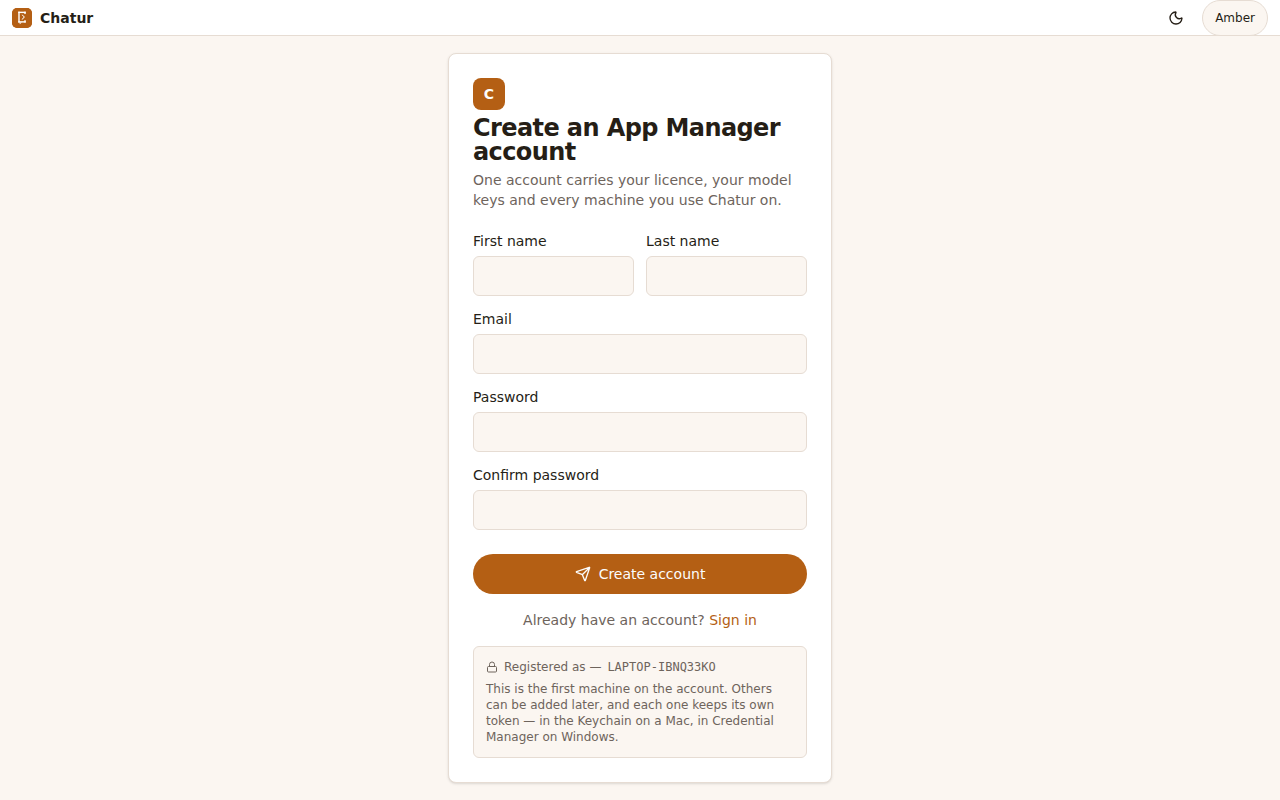 Chatur
Amber
C
Create an App Manager
account
One account carries your licence, your model
keys and every machine you use Chatur on.
First name
Last name
Email
Password
Confirm password
Create account
Already have an account? Sign in
Registered as — LAPTOP-IBNQ33KO
This is the first machine on the account. Others
can be added later, and each one keeps its own
token — in the Keychain on a Mac, in Credential
Manager on Windows.